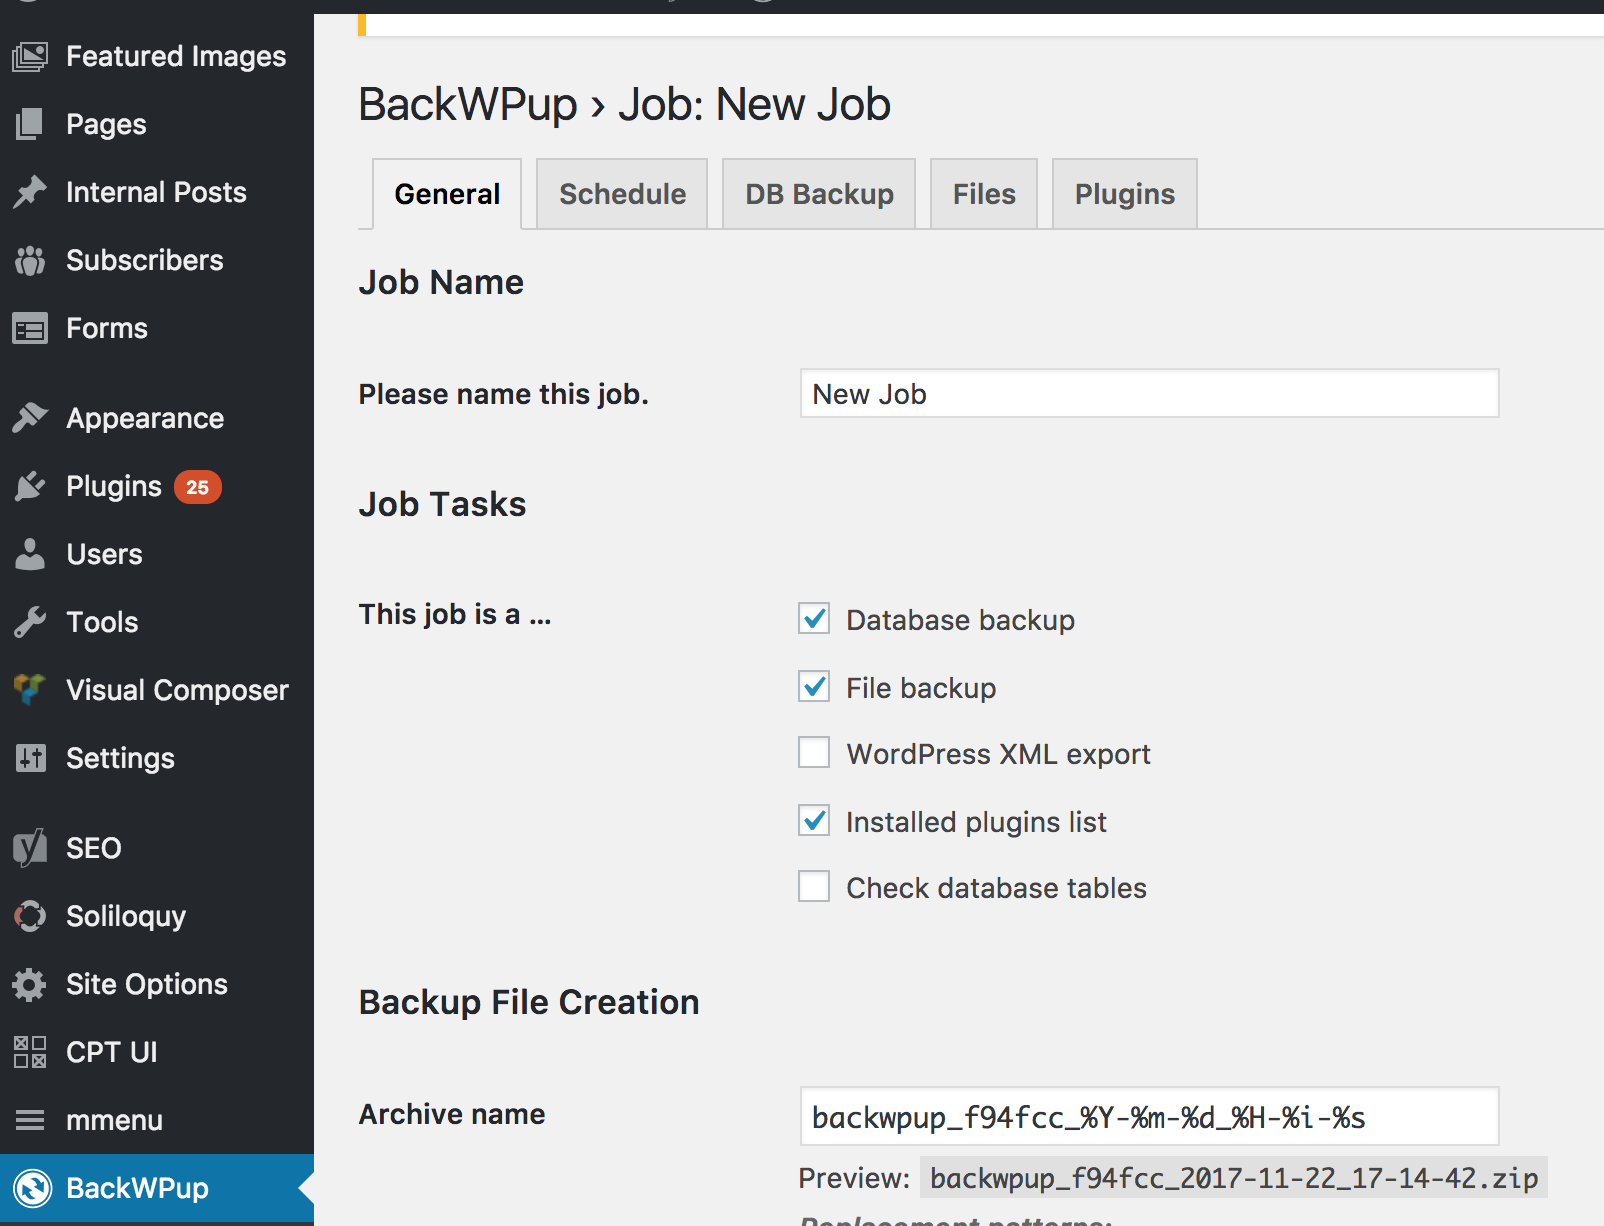 Featured Images
Pages
Internal Posts
Subscribers
Forms
Appearance
Plugins 25
Users
Tools
Visual Composer
Settings
SEO
Soliloquy
Site Options
CPT UI
mmenu
BackWPup
BackWPup › Job: New Job
General Schedule DB Backup Files Plugins
Job Name
Please name this job. New Job
Job Tasks
This job is a ...
Database backup
File backup
WordPress XML export
Installed plugins list
Check database tables
Backup File Creation
Archive name backwpup_f94fcc_%Y-%m-%d_%H-%i-%s
Preview: backwpup_f94fcc_2017-11-22_17-14-42.zip
Replacement patterns: